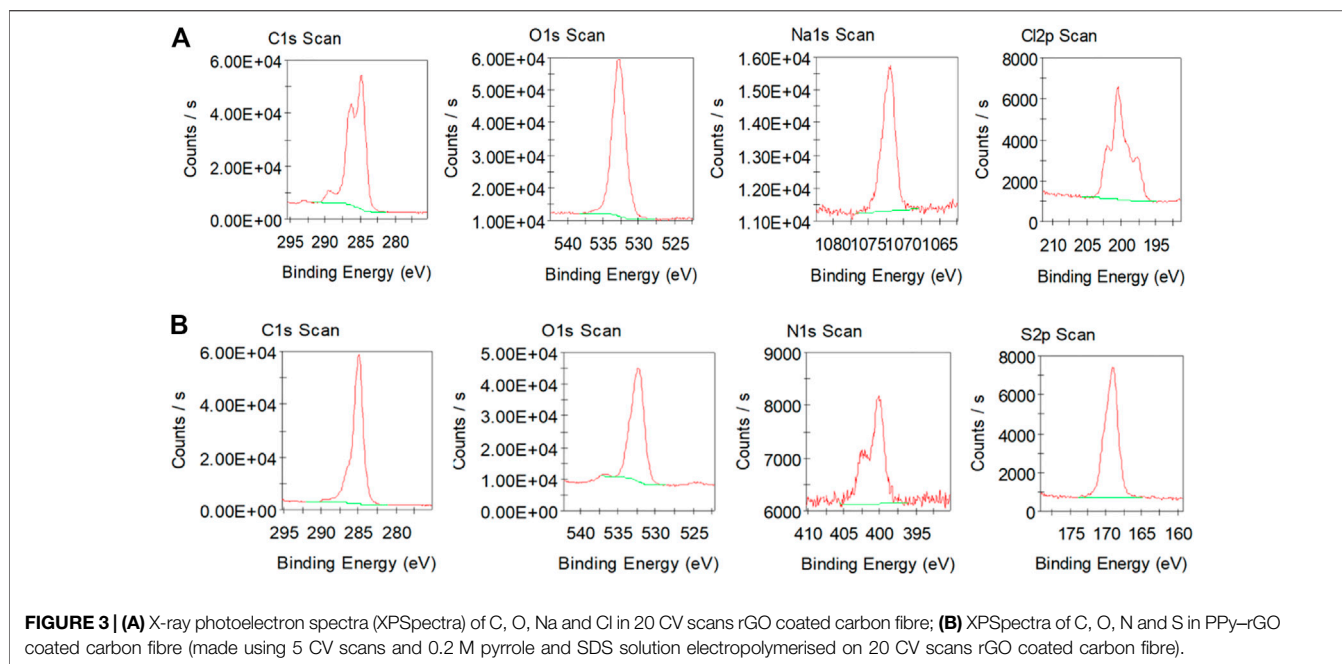 A
C1s Scan
6.00E+04
4.00E+04
2.00E+04
0.00E+00
Counts / s
295 290 285 280
Binding Energy (eV)
O1s Scan
6.00E+04
5.00E+04
4.00E+04
3.00E+04
2.00E+04
1.00E+04
Counts / s
540 535 530 525
Binding Energy (eV)
Na1s Scan
1.60E+04
1.50E+04
1.40E+04
1.30E+04
1.20E+04
1.10E+04
Counts / s
1080 1075 1070 1065
Binding Energy (eV)
Cl2p Scan
8000
6000
4000
2000
0
Counts / s
210 205 200 195
Binding Energy (eV)
B
C1s Scan
6.00E+04
4.00E+04
2.00E+04
0.00E+00
Counts / s
295 290 285 280
Binding Energy (eV)
O1s Scan
5.00E+04
4.00E+04
3.00E+04
2.00E+04
1.00E+04
0.00E+00
Counts / s
540 535 530 525
Binding Energy (eV)
N1s Scan
9000
8000
7000
6000
Counts / s
410 405 400 395
Binding Energy (eV)
S2p Scan
8000
6000
4000
2000
0
Counts / s
175 170 165 160
Binding Energy (eV)
FIGURE 3 | (A) X-ray photoelectron spectra (XPSpectra) of C, O, Na and Cl in 20 CV scans rGO coated carbon fibre; (B) XPSpectra of C, O, N and S in PPy–rGO
coated carbon fibre (made using 5 CV scans and 0.2 M pyrrole and SDS solution electropolymerised on 20 CV scans rGO coated carbon fibre).